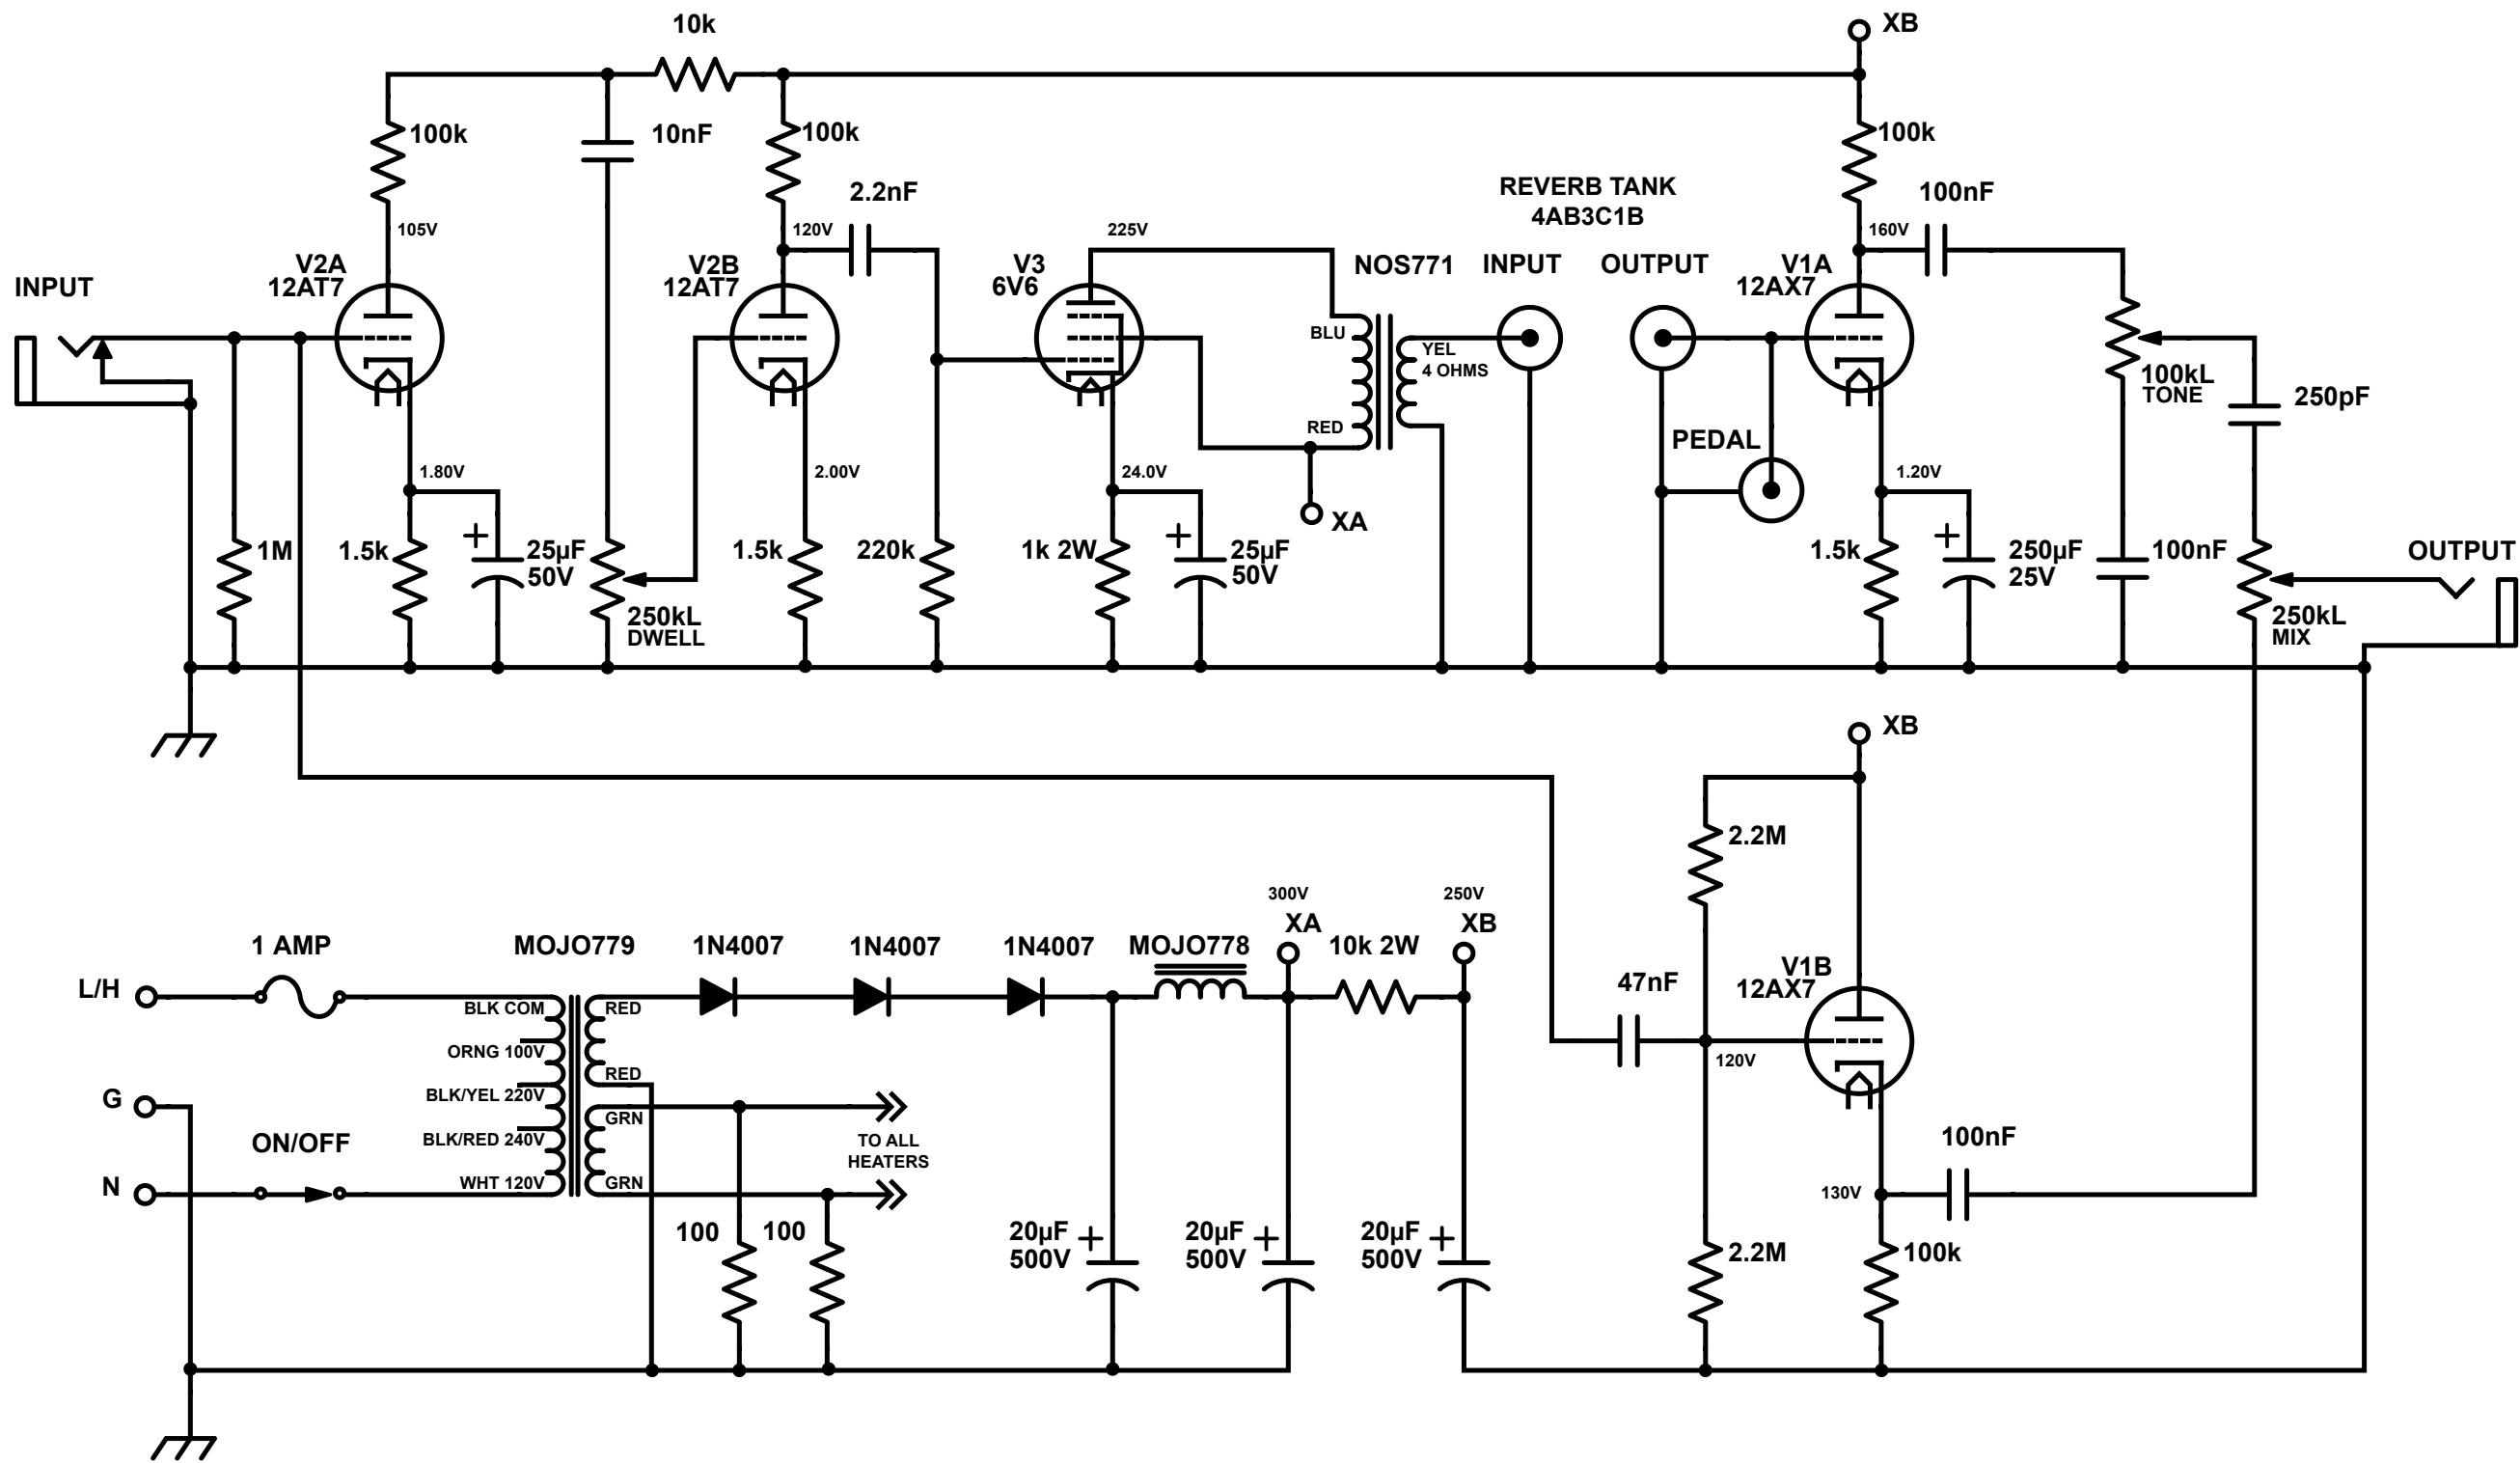 10k
XB
100k
10nF
100k
100k
2.2nF
REVERB TANK
4AB3C1B
100nF
105V
120V
225V
160V
INPUT
V2A
12AT7
V2B
12AT7
V3
6V6
NOS771
INPUT
OUTPUT
V1A
12AX7
BLU
YEL
4 OHMS
100kL
TONE
250pF
RED
PEDAL
1.80V
2.00V
24.0V
1.20V
XA
1M
1.5k
+
25µF
50V
1.5k
220k
1k 2W
+
25µF
50V
1.5k
+
250µF
25V
100nF
OUTPUT
250kL
DWELL
250kL
MIX
XB
2.2M
300V
250V
1 AMP
MOJO779
1N4007
1N4007
1N4007
MOJO778
XA
10k 2W
XB
L/H
BLK COM
RED
47nF
V1B
12AX7
ORNG 100V
RED
120V
G
BLK/YEL 220V
GRN
ON/OFF
BLK/RED 240V
TO ALL
HEATERS
100nF
N
WHT 120V
GRN
130V
100
100
20µF
500V
+
20µF
500V
+
20µF
500V
+
2.2M
100k